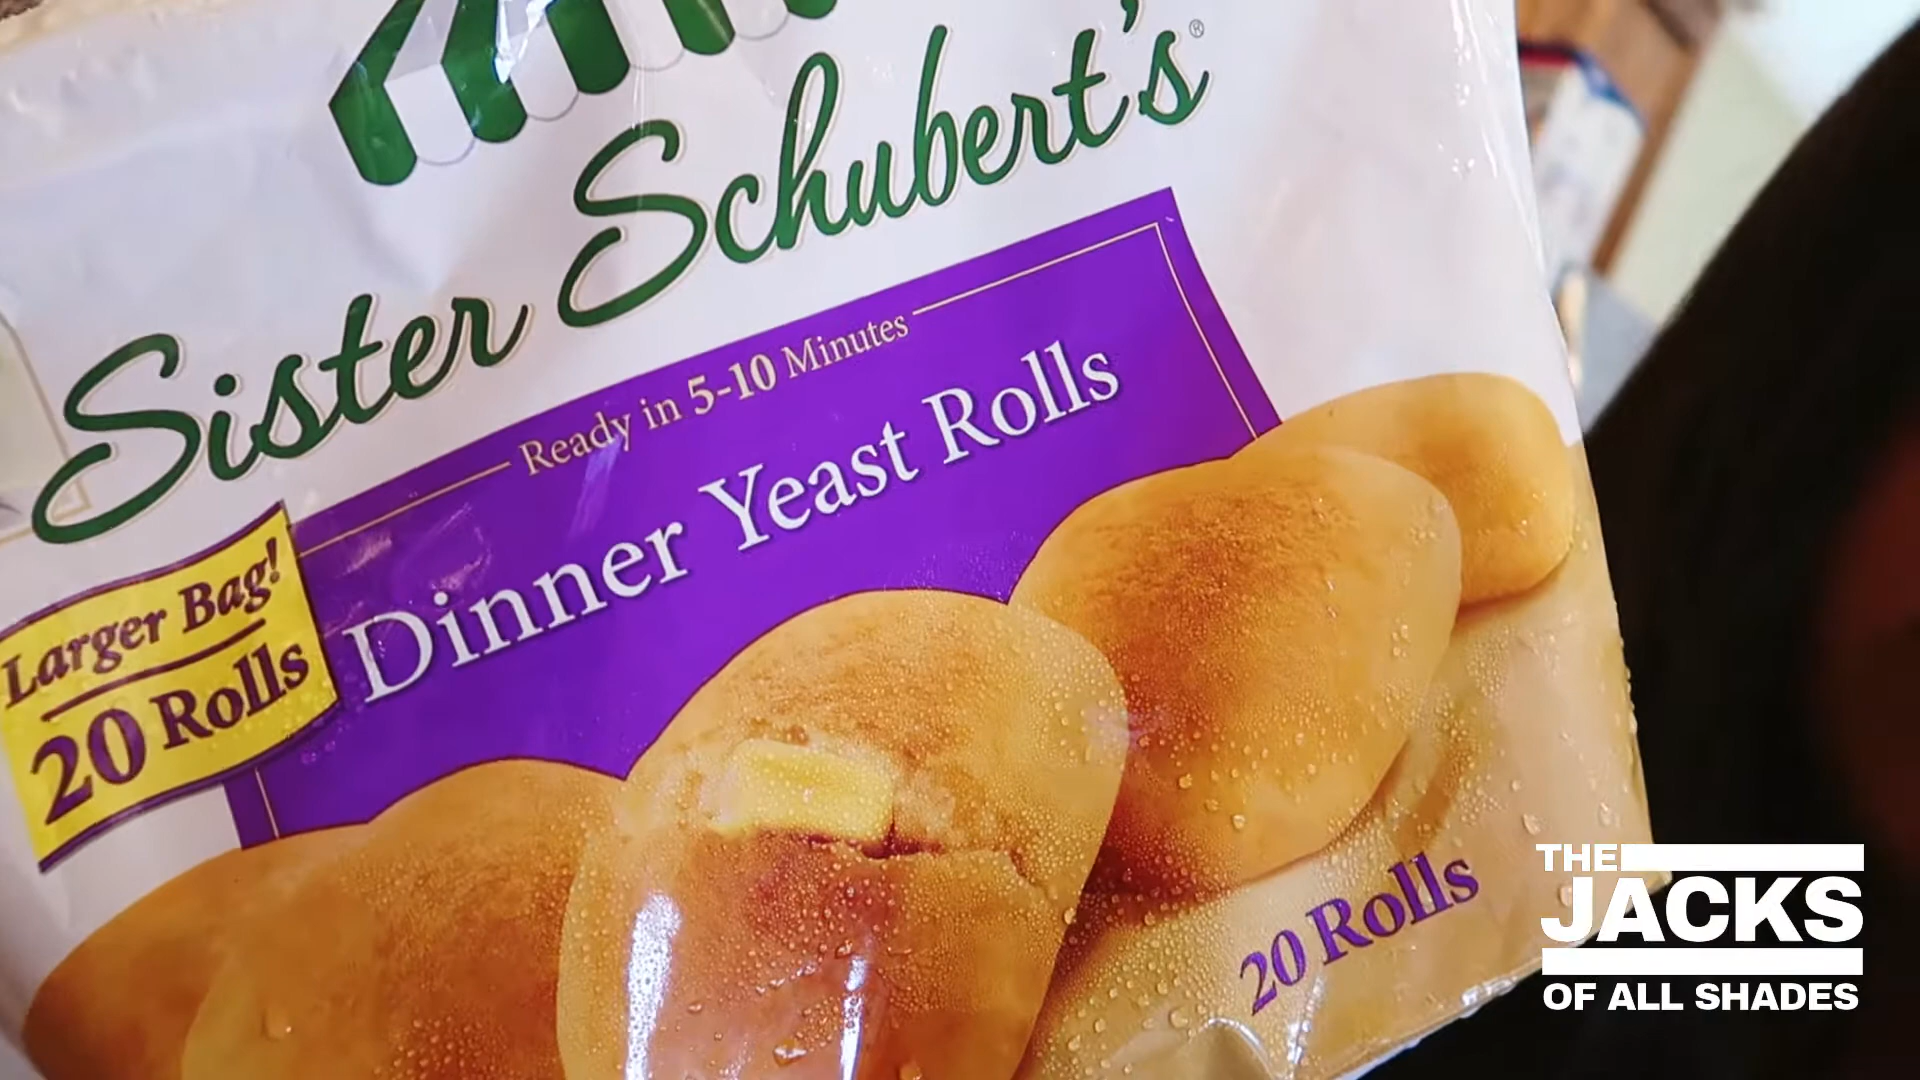 Sister Schubert's®
Ready in 5-10 Minutes
Dinner Yeast Rolls
Larger Bag!
20 Rolls
20 Rolls
THE
JACKS
OF ALL SHADES